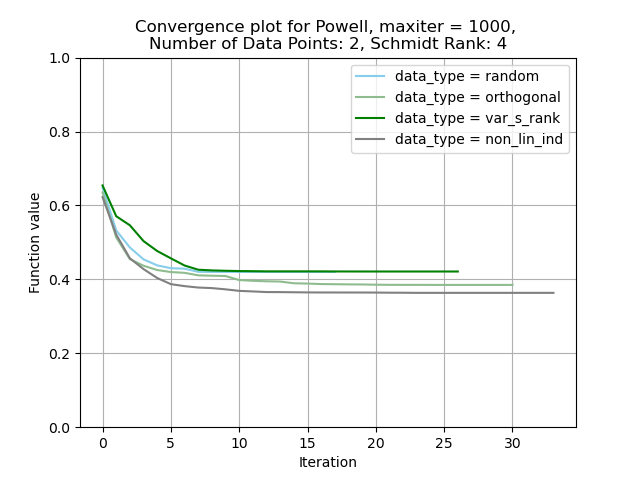 Convergence plot for Powell, maxiter = 1000,
Number of Data Points: 2, Schmidt Rank: 4
data_type = random
data_type = orthogonal
data_type = var_s_rank
data_type = non_lin_ind
Function value
1.0
0.8
0.6
0.4
0.2
0.0
0 5 10 15 20 25 30
Iteration